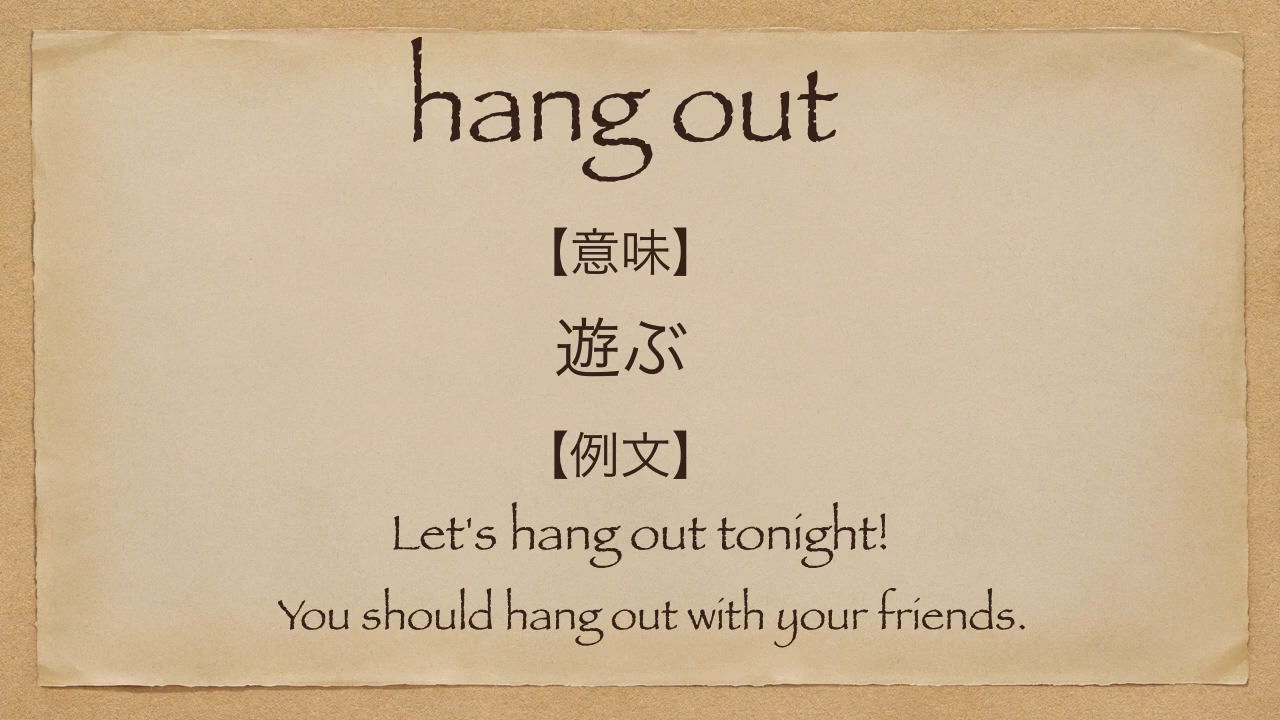 hang out
【意味】
遊ぶ
【例文】
Let's hang out tonight!
You should hang out with your friends.